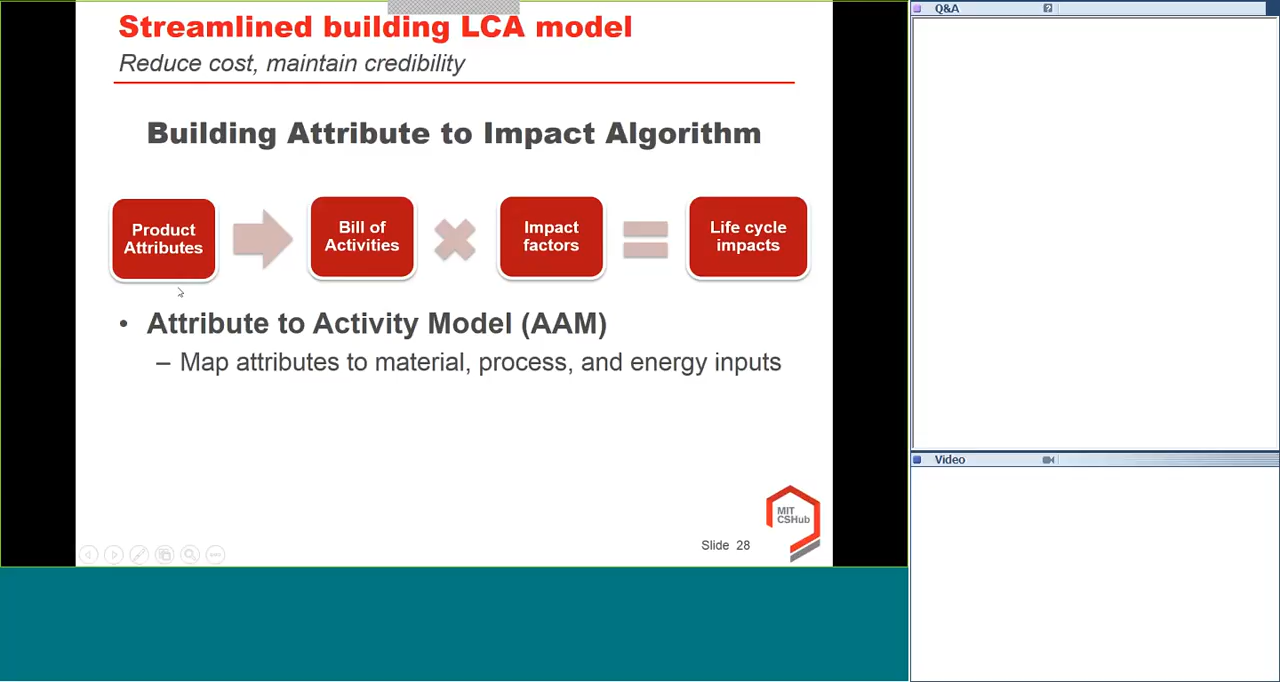 Streamlined building LCA model
Reduce cost, maintain credibility
Building Attribute to Impact Algorithm
Product
Attributes
Bill of
Activities
Impact
factors
Life cycle
impacts
• Attribute to Activity Model (AAM)
– Map attributes to material, process, and energy inputs
MIT
CSHub
Slide 28
Q&A
?
Video